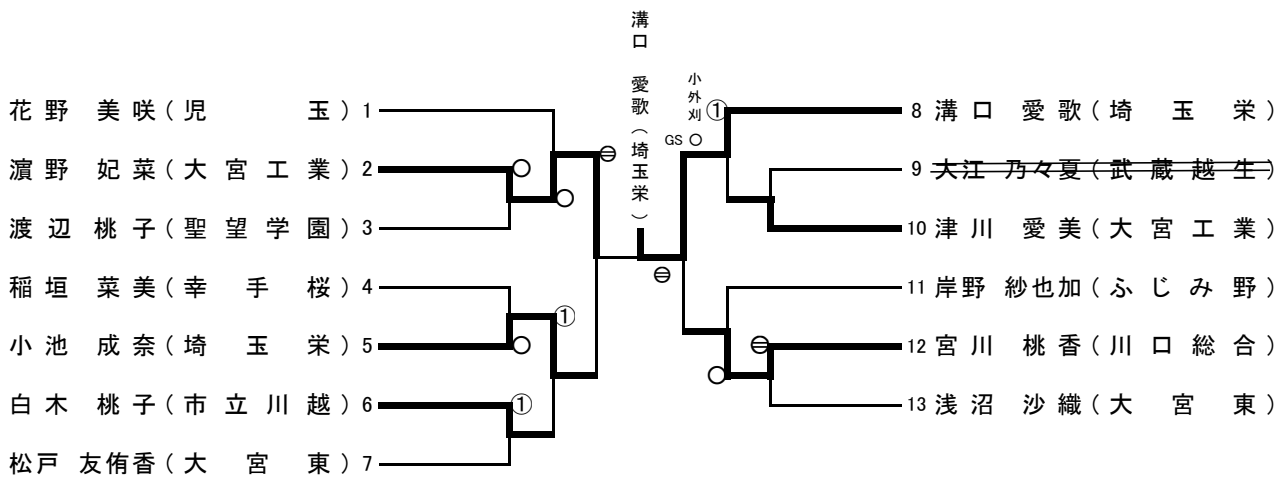 溝口 愛歌（埼玉栄）
小外刈
GS ○
①
花野 美咲（児玉）1
濵野 妃菜（大宮工業）2
渡辺 桃子（聖望学園）3
稲垣 菜美（幸手桜）4
小池 成奈（埼玉栄）5
白木 桃子（市立川越）6
松戸 友侑香（大宮東）7
○
○
①
○
①
8 溝口 愛歌（埼玉栄）
9 大江 乃々夏（武蔵越生）
10 津川 愛美（大宮工業）
11 岸野 紗也加（ふじみ野）
12 宮川 桃香（川口総合）
13 浅沼 沙織（大宮東）
○